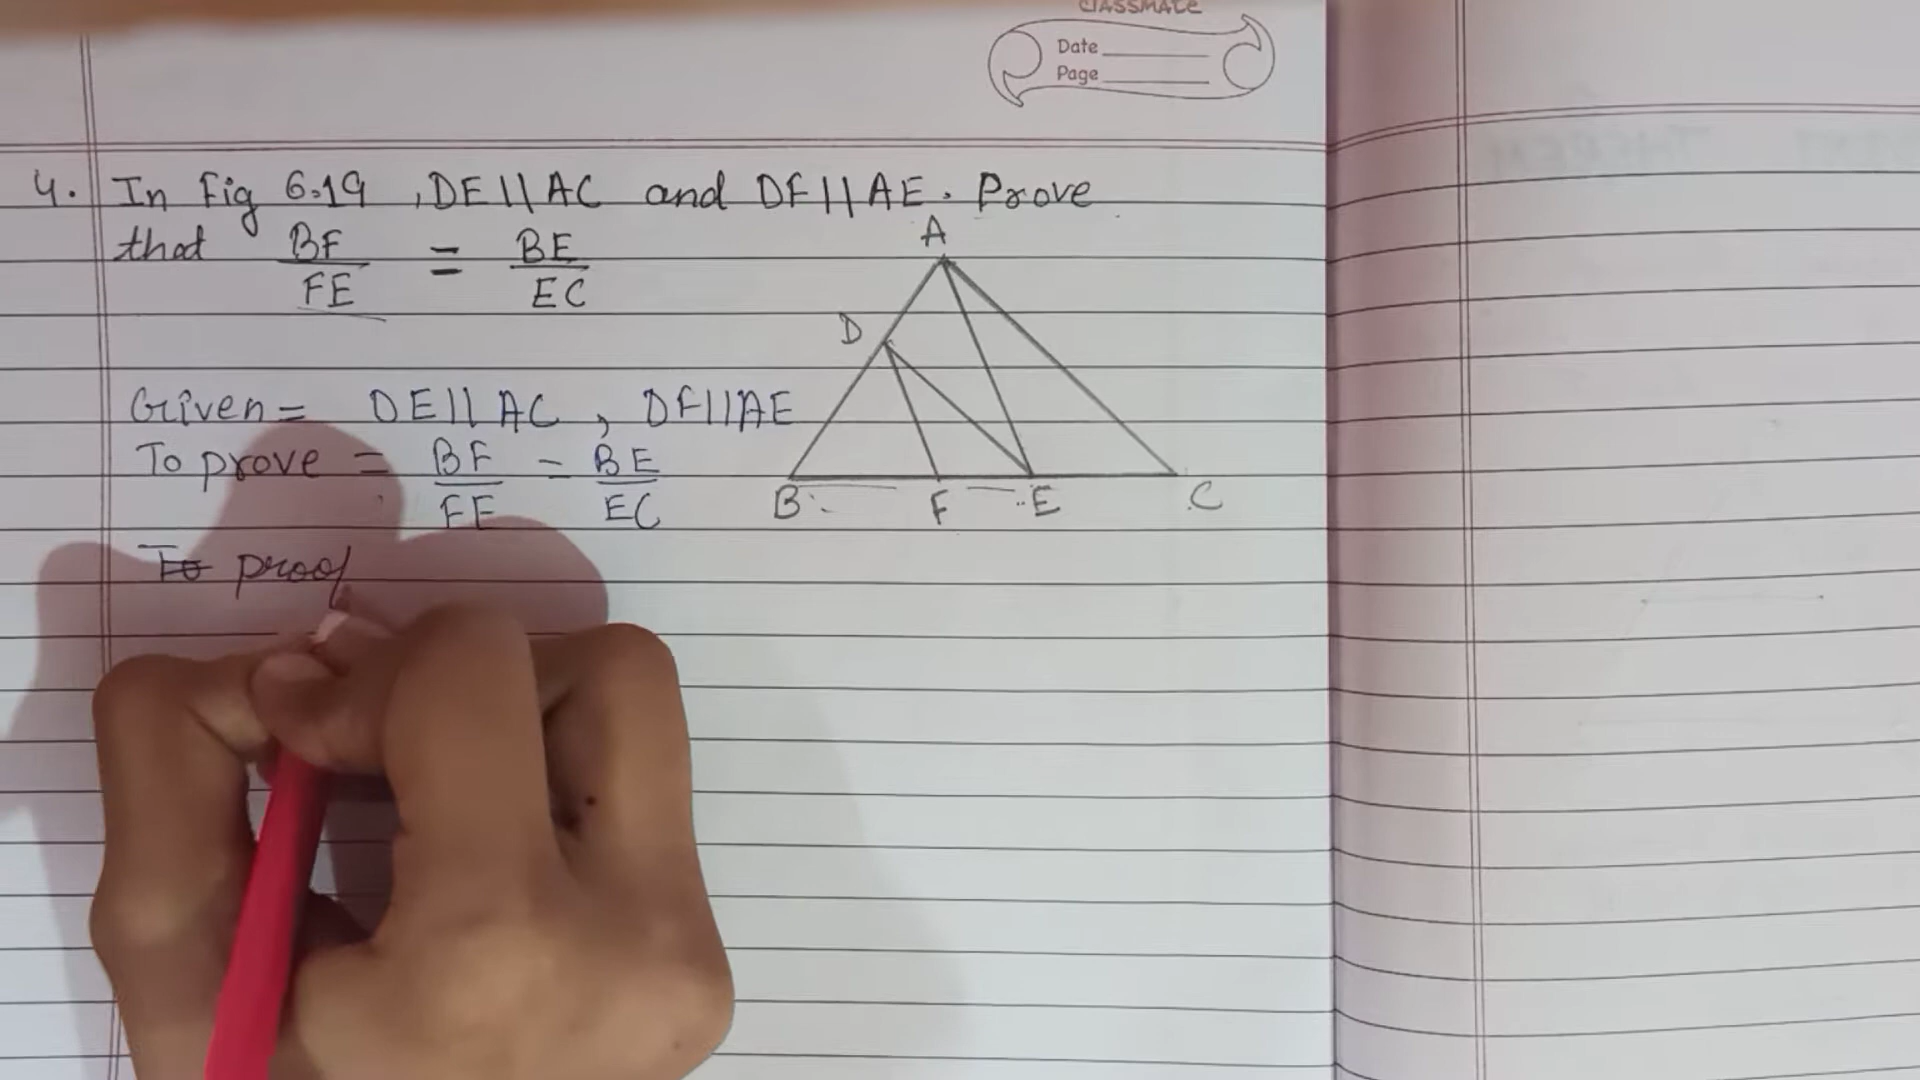 classmate
Date
Page
4. In Fig 6.19, DE||AC and DF||AE. Prove
that BF/FE = BE/EC
A
D
Given = DE||AC, DF||AE
To prove = BF/FE = BE/EC
B F E C
To proof